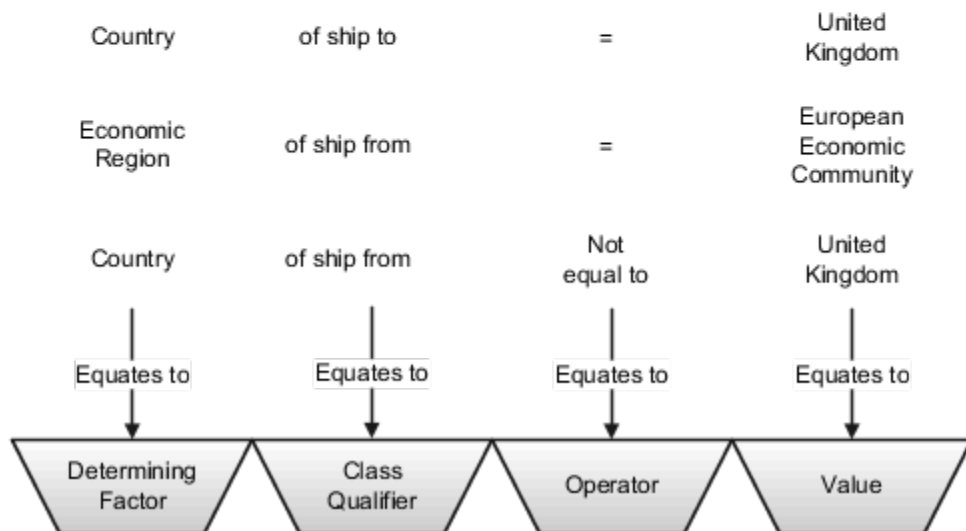 Country of ship to = United
Kingdom
Economic
Region of ship from = European
Economic
Community
Country of ship from Not
equal to United
Kingdom
Equates to Equates to Equates to Equates to
Determining
Factor Class
Qualifier Operator Value